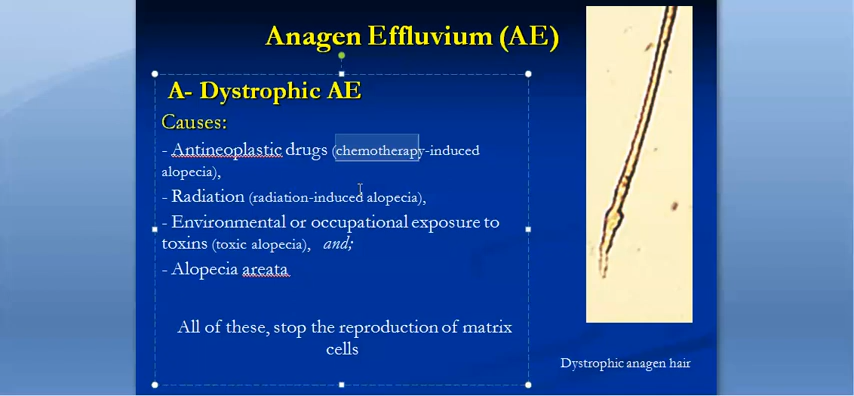 Anagen Effluvium (AE)
A- Dystrophic AE
Causes:
- Antineoplastic drugs (chemotherapy-induced
alopecia),
- Radiation (radiation-induced alopecia),
- Environmental or occupational exposure to
toxins (toxic alopecia), and;
- Alopecia areata
All of these, stop the reproduction of matrix
cells
Dystrophic anagen hair